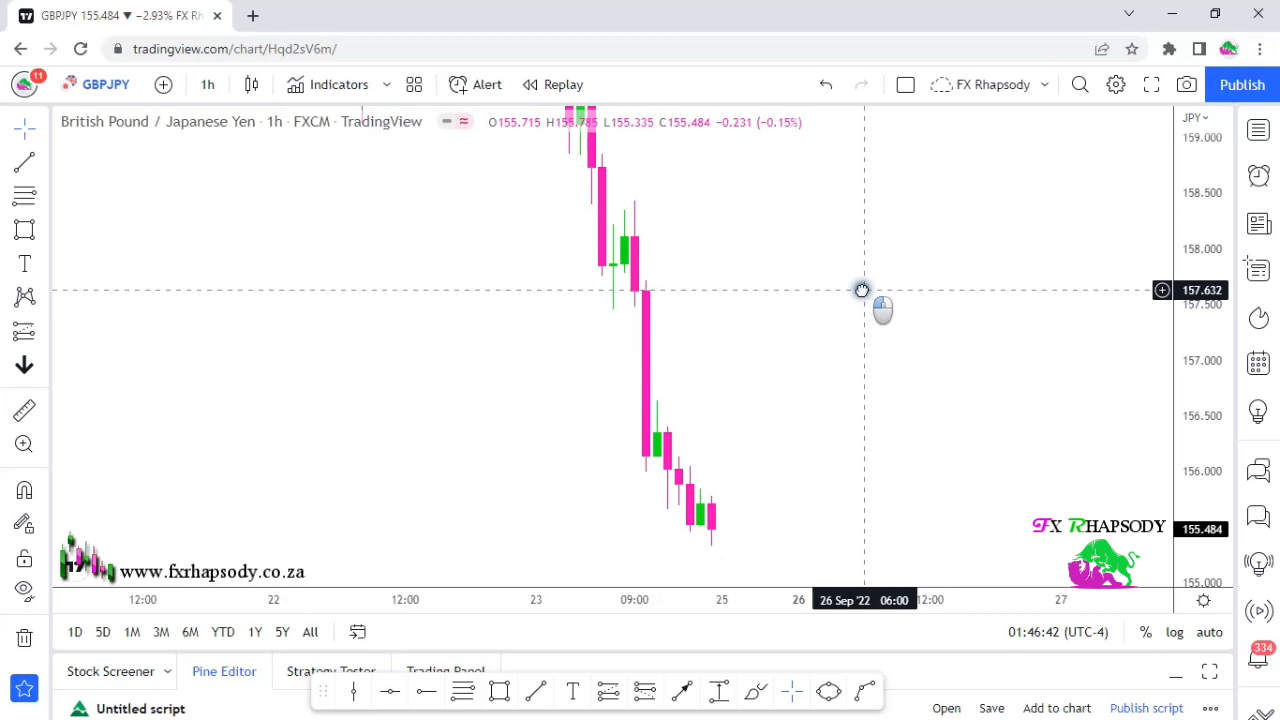 GBPJPY 155.484 ▼ −2.93% FX Rh
tradingview.com/chart/Hqd2sV6m/
11
GBPJPY
1h
Indicators
Alert
Replay
FX Rhapsody
Publish
British Pound / Japanese Yen · 1h · FXCM · TradingView
O155.715 H155.785 L155.335 C155.484 −0.231 (−0.15%)
JPY
159.000
158.500
158.000
157.632
157.500
157.000
156.500
156.000
FX RHAPSODY
155.484
www.fxrhapsody.co.za
155.000
12:00
22
12:00
23
09:00
25
26
26 Sep '22 06:00
12:00
27
1D
5D
1M
3M
6M
YTD
1Y
5Y
All
01:46:42 (UTC-4)
%
log
auto
334
Stock Screener
Pine Editor
Strategy Tester
Trading Panel
Untitled script
Open
Save
Add to chart
Publish script